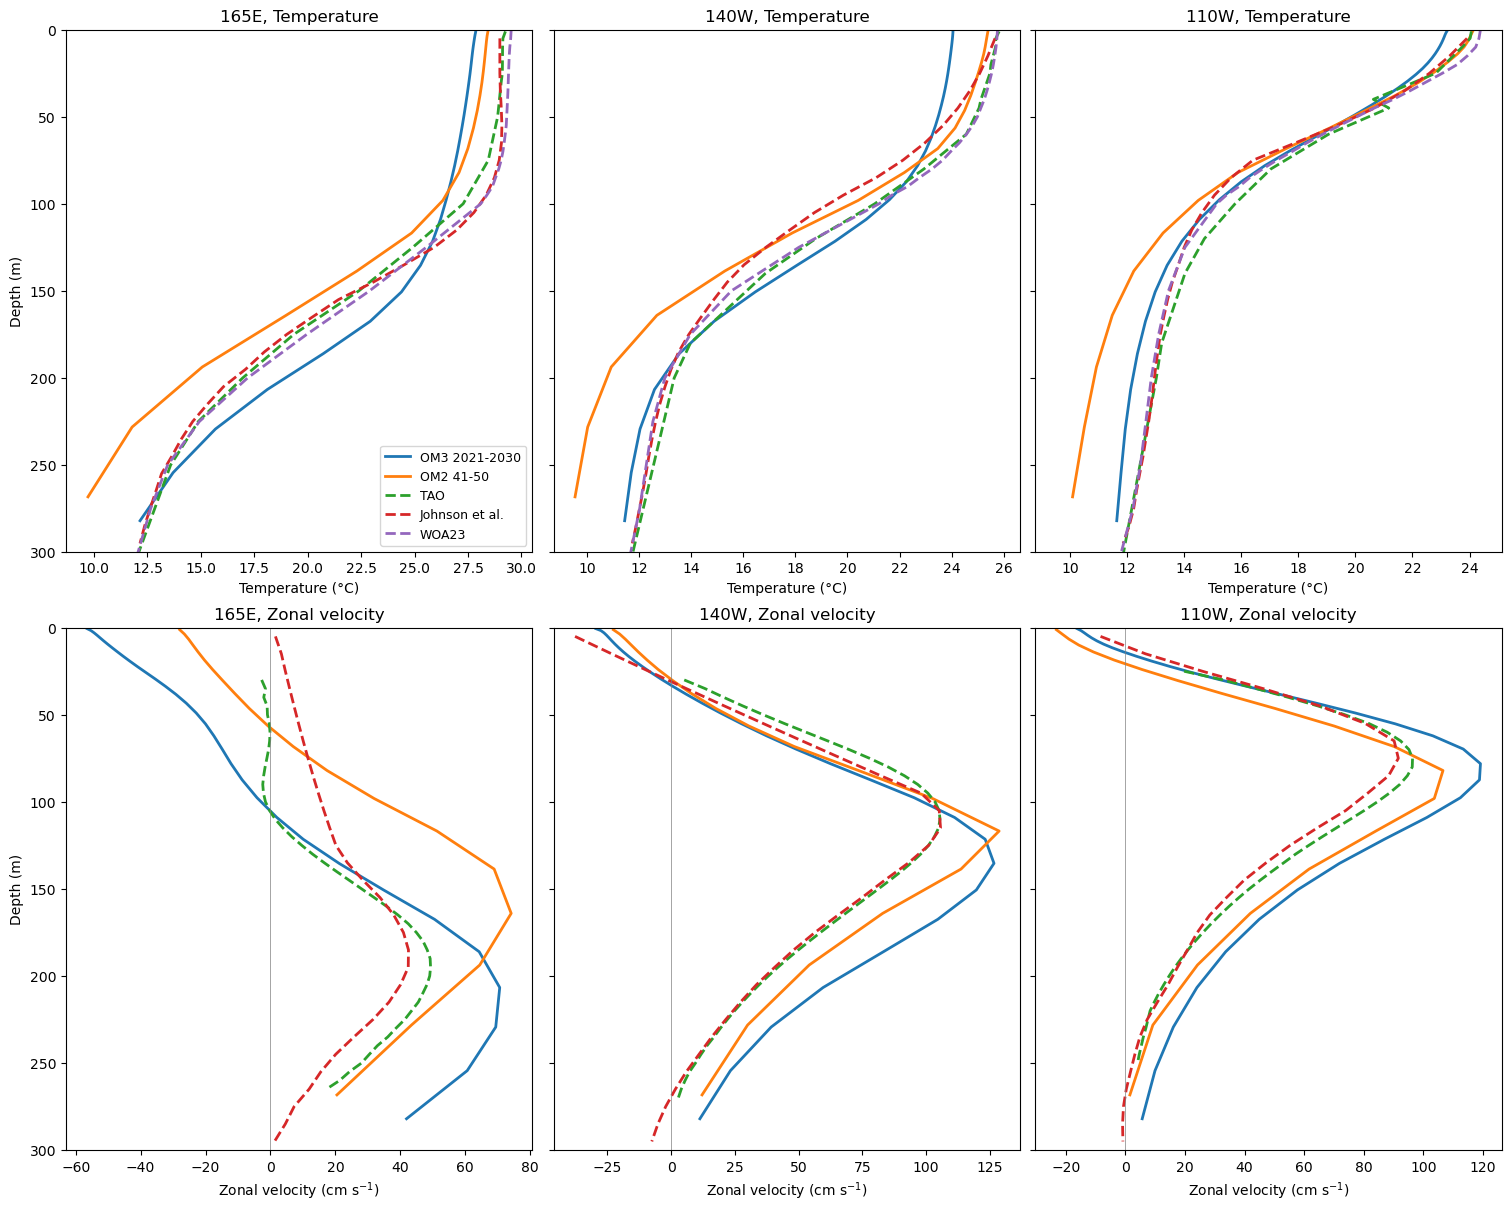 165E, Temperature
140W, Temperature
110W, Temperature
0
50
100
150
200
250
300
Depth (m)
10.0 12.5 15.0 17.5 20.0 22.5 25.0 27.5 30.0
10 12 14 16 18 20 22 24 26
10 12 14 16 18 20 22 24
Temperature (°C)
Temperature (°C)
Temperature (°C)
OM3 2021-2030
OM2 41-50
TAO
Johnson et al.
WOA23
165E, Zonal velocity
140W, Zonal velocity
110W, Zonal velocity
0
50
100
150
200
250
300
Depth (m)
−60 −40 −20 0 20 40 60 80
−25 0 25 50 75 100 125
−20 0 20 40 60 80 100 120
Zonal velocity (cm s⁻¹)
Zonal velocity (cm s⁻¹)
Zonal velocity (cm s⁻¹)